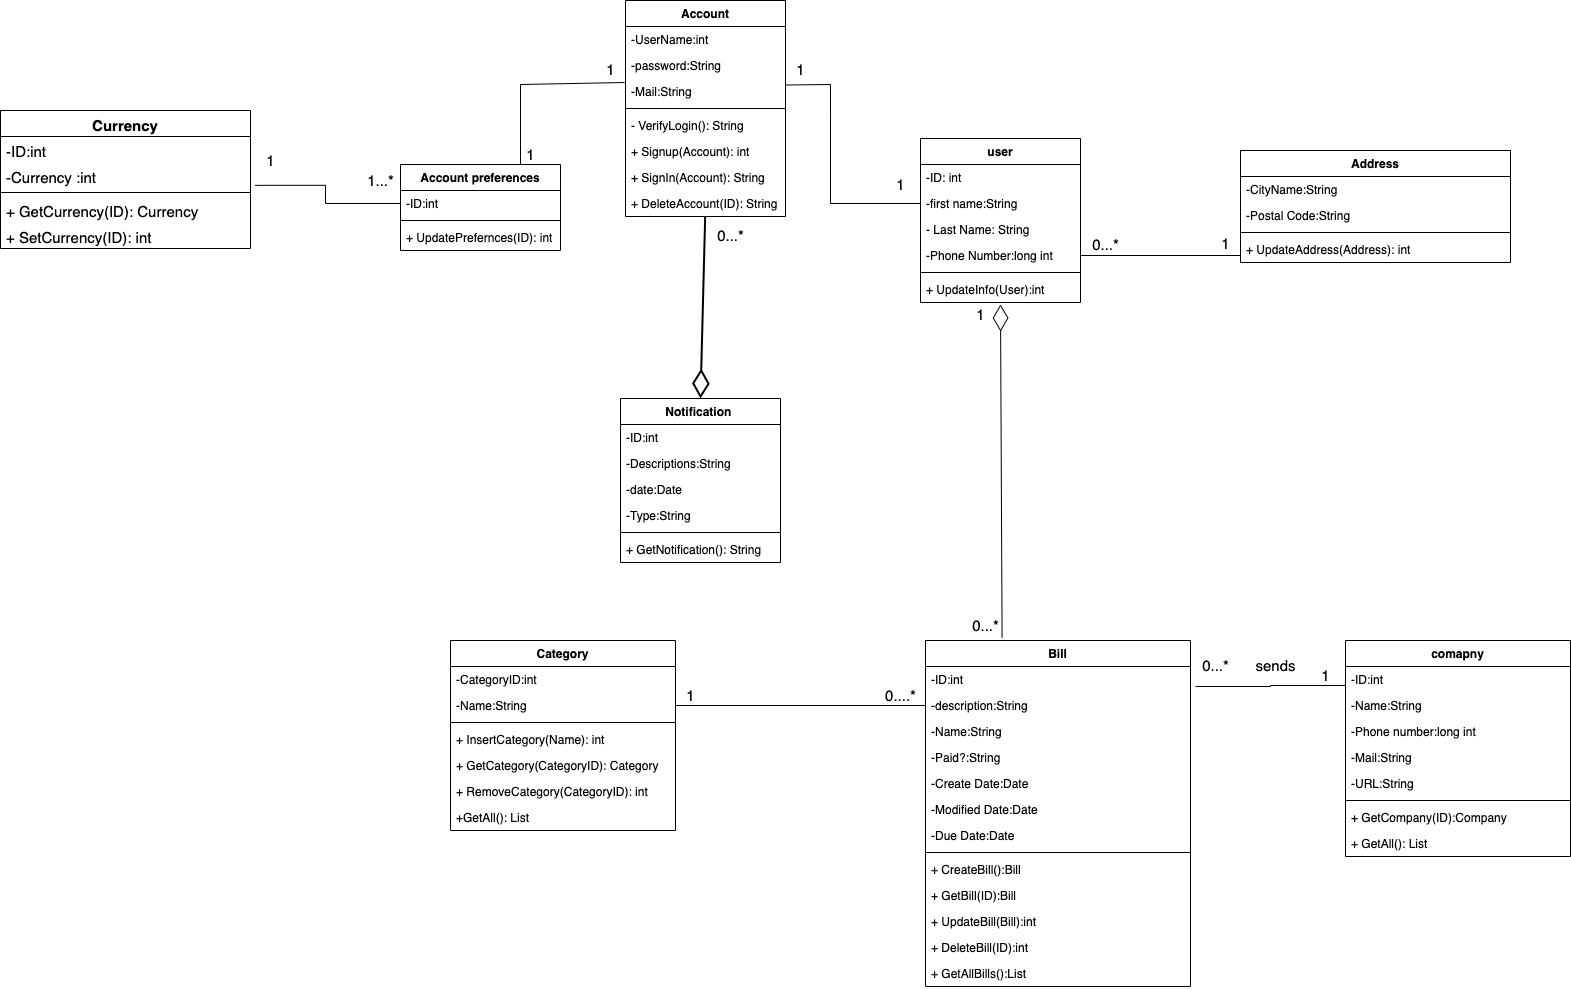 Account
-UserName:int
-password:String
-Mail:String
- VerifyLogin(): String
+ Signup(Account): int
+ SignIn(Account): String
+ DeleteAccount(ID): String
1
1
0...*
Currency
-ID:int
-Currency :int
+ GetCurrency(ID): Currency
+ SetCurrency(ID): int
1
1...*
1
Account preferences
-ID:int
+ UpdatePrefernces(ID): int
1
user
-ID: int
-first name:String
- Last Name: String
-Phone Number:long int
+ UpdateInfo(User):int
0...*
1
1
Address
-CityName:String
-Postal Code:String
+ UpdateAddress(Address): int
Notification
-ID:int
-Descriptions:String
-date:Date
-Type:String
+ GetNotification(): String
0...*
Category
-CategoryID:int
-Name:String
+ InsertCategory(Name): int
+ GetCategory(CategoryID): Category
+ RemoveCategory(CategoryID): int
+GetAll(): List
1
0....*
Bill
-ID:int
-description:String
-Name:String
-Paid?:String
-Create Date:Date
-Modified Date:Date
-Due Date:Date
+ CreateBill():Bill
+ GetBill(ID):Bill
+ UpdateBill(Bill):int
+ DeleteBill(ID):int
+ GetAllBills():List
0...*
sends
1
comapny
-ID:int
-Name:String
-Phone number:long int
-Mail:String
-URL:String
+ GetCompany(ID):Company
+ GetAll(): List